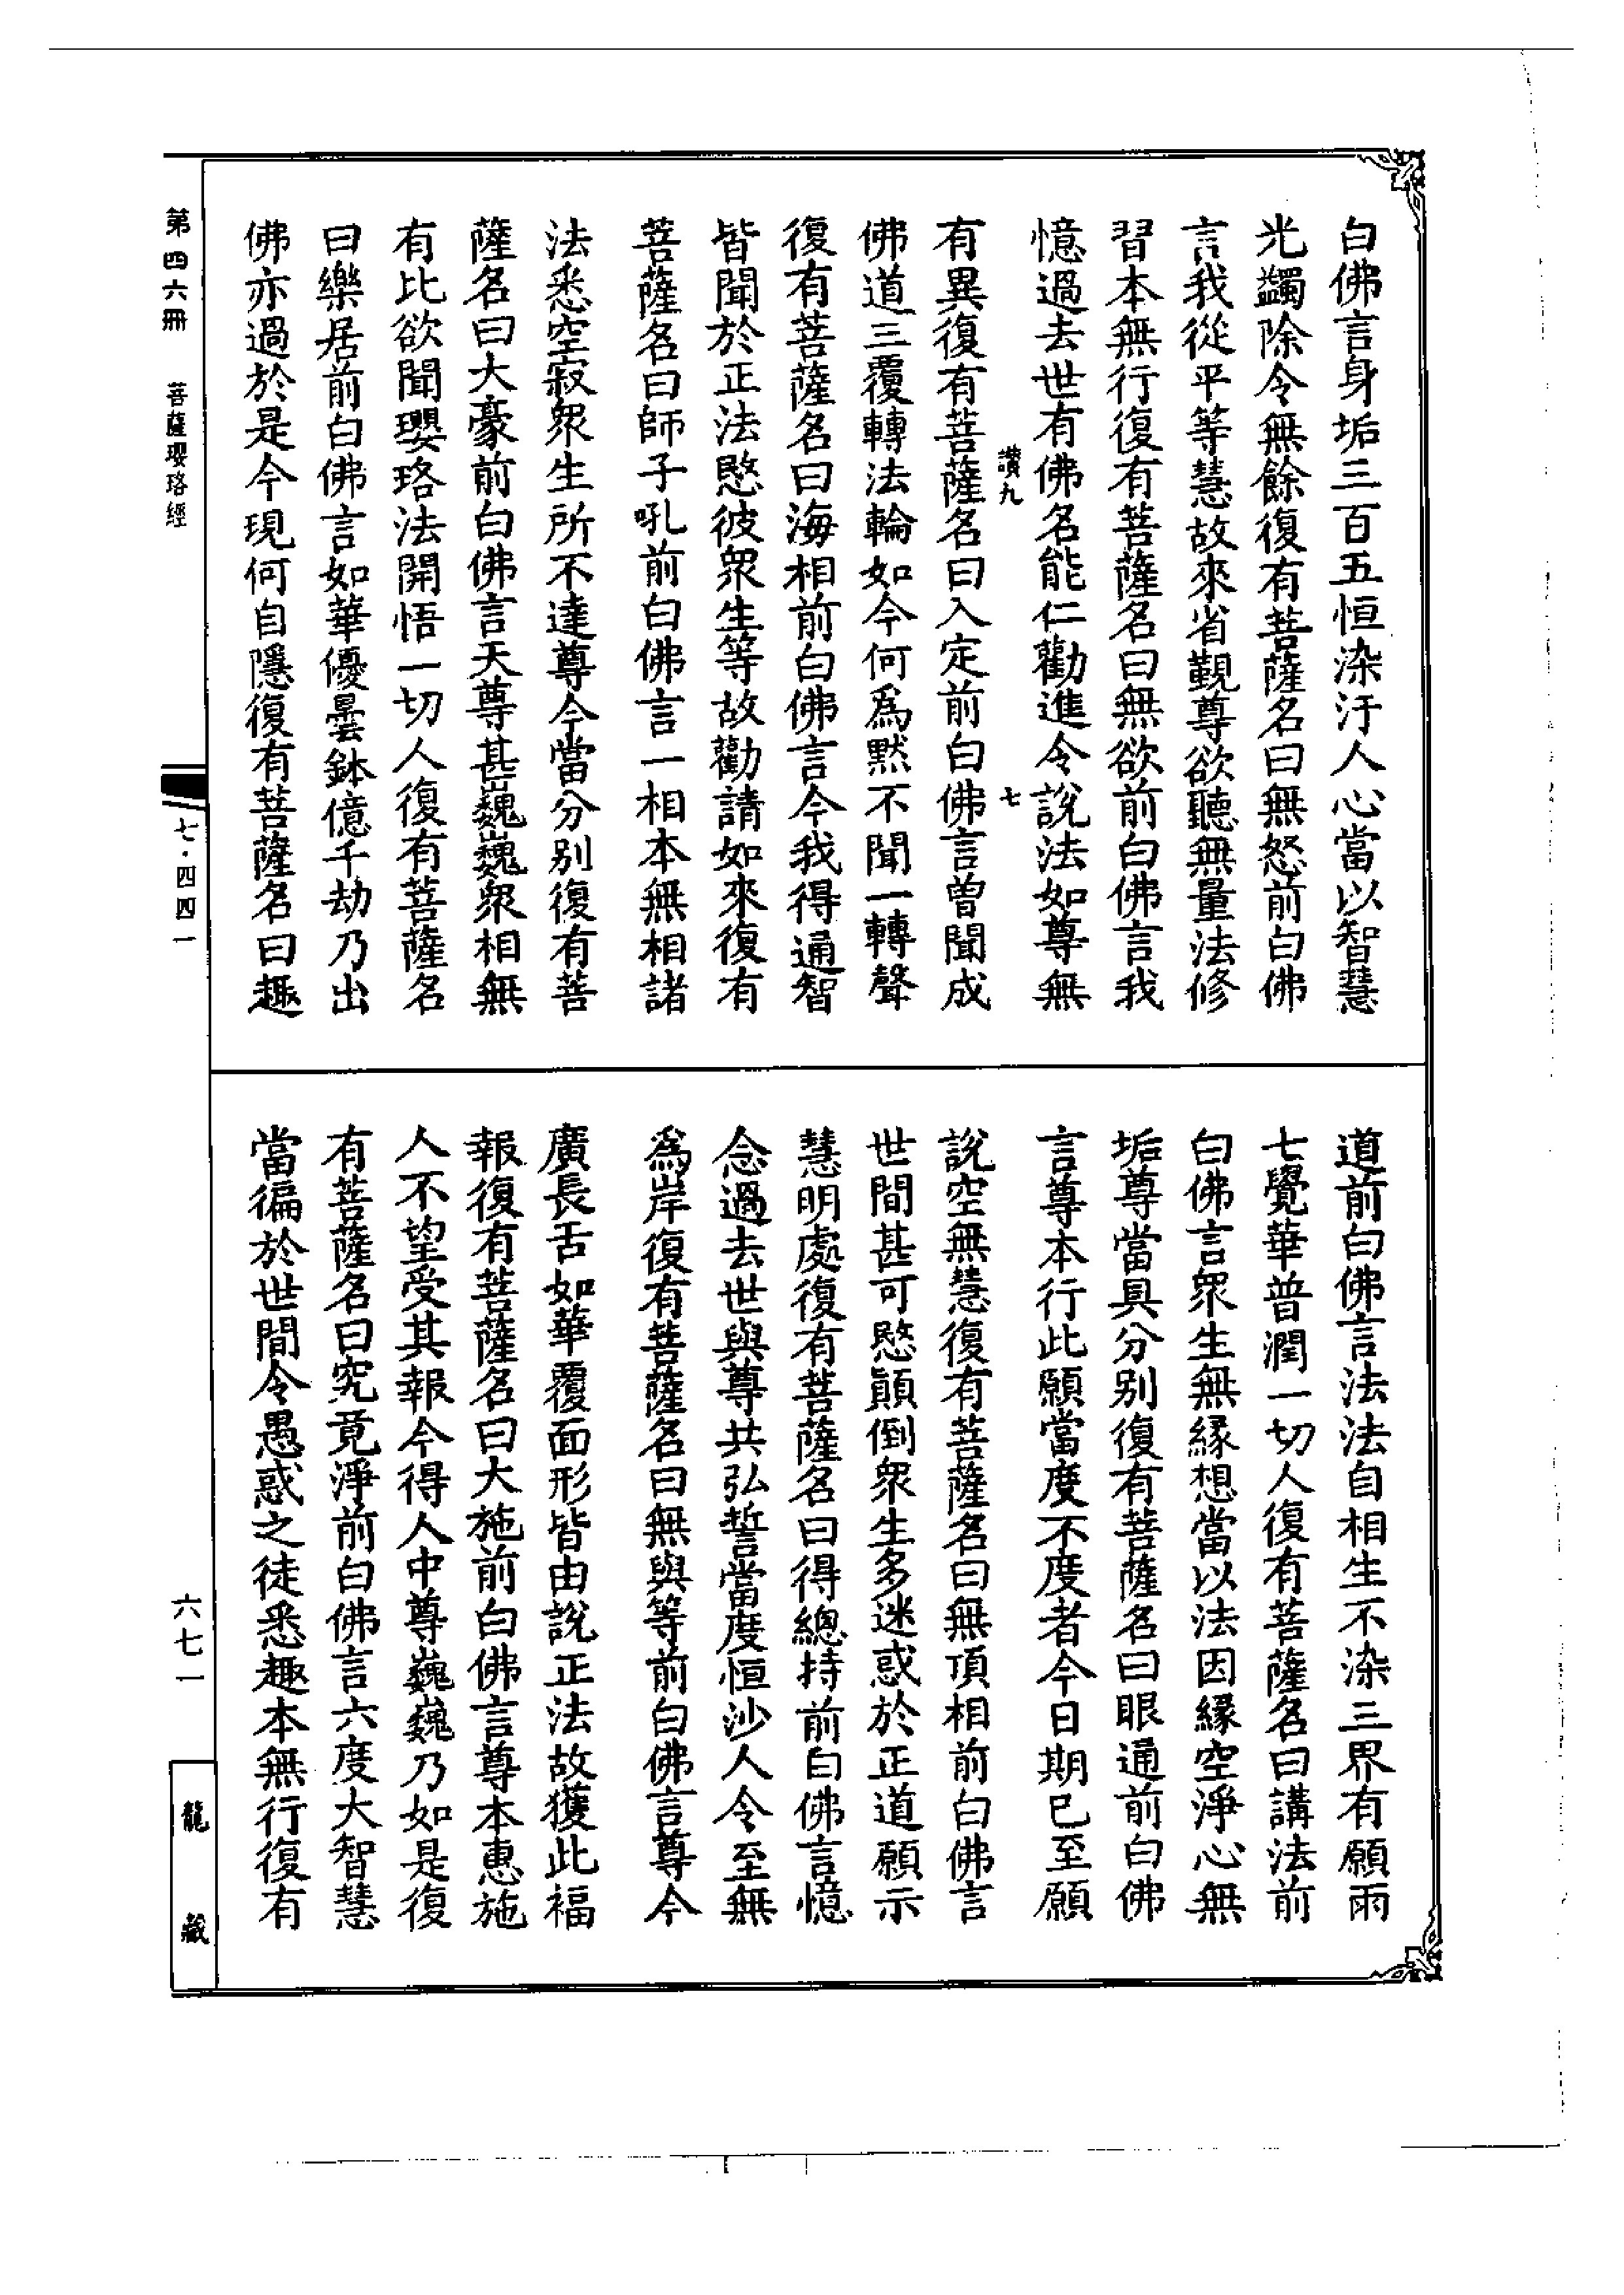 白佛言身垢三百五恒染汙人心當以智慧
光蠲除令無餘復有菩薩名曰無怒前白佛
言我從平等慧故來省覲尊欲聽無量法修
習本無行復有菩薩名曰無欲前白佛言我
憶過去世有佛名能仁勸進令說法如尊無
讚九 七
有異復有菩薩名曰入定前白佛言曾聞成
佛道三覆轉法輪如今何爲默不聞一轉聲
復有菩薩名曰海相前白佛言今我得通智
皆聞於正法愍彼衆生等故勸請如來復有
菩薩名曰師子吼前白佛言一相本無相諸
法悉空寂衆生所不達尊今當分别復有菩
薩名曰大豪前白佛言天尊甚巍巍衆相無
有比欲聞瓔珞法開悟一切人復有菩薩名
曰樂居前白佛言如華優曇鉢億千劫乃出
佛亦過於是今現何自隱復有菩薩名曰趣
道前白佛言法法自相生不染三界有願雨
七覺華普潤一切人復有菩薩名曰講法前
白佛言衆生無緣想當以法因緣空淨心無
垢尊當具分别復有菩薩名曰眼通前白佛
言尊本行此願當度不度者今日期已至願
說空無慧復有菩薩名曰無頂相前白佛言
世間甚可愍顛倒衆生多迷惑於正道願示
慧明處復有菩薩名曰得總持前白佛言憶
念過去世與尊共弘誓當度恒沙人令至無
爲岸復有菩薩名曰無與等前白佛言尊今
廣長舌如華覆面形皆由說正法故獲此福
報復有菩薩名曰大施前白佛言尊本惠施
人不望受其報今得人中尊巍巍乃如是復
有菩薩名曰究竟淨前白佛言六度大智慧
當徧於世間令愚惑之徒悉趣本無行復有
第四六冊 菩薩瓔珞經
七·四四一
六七一
龍藏